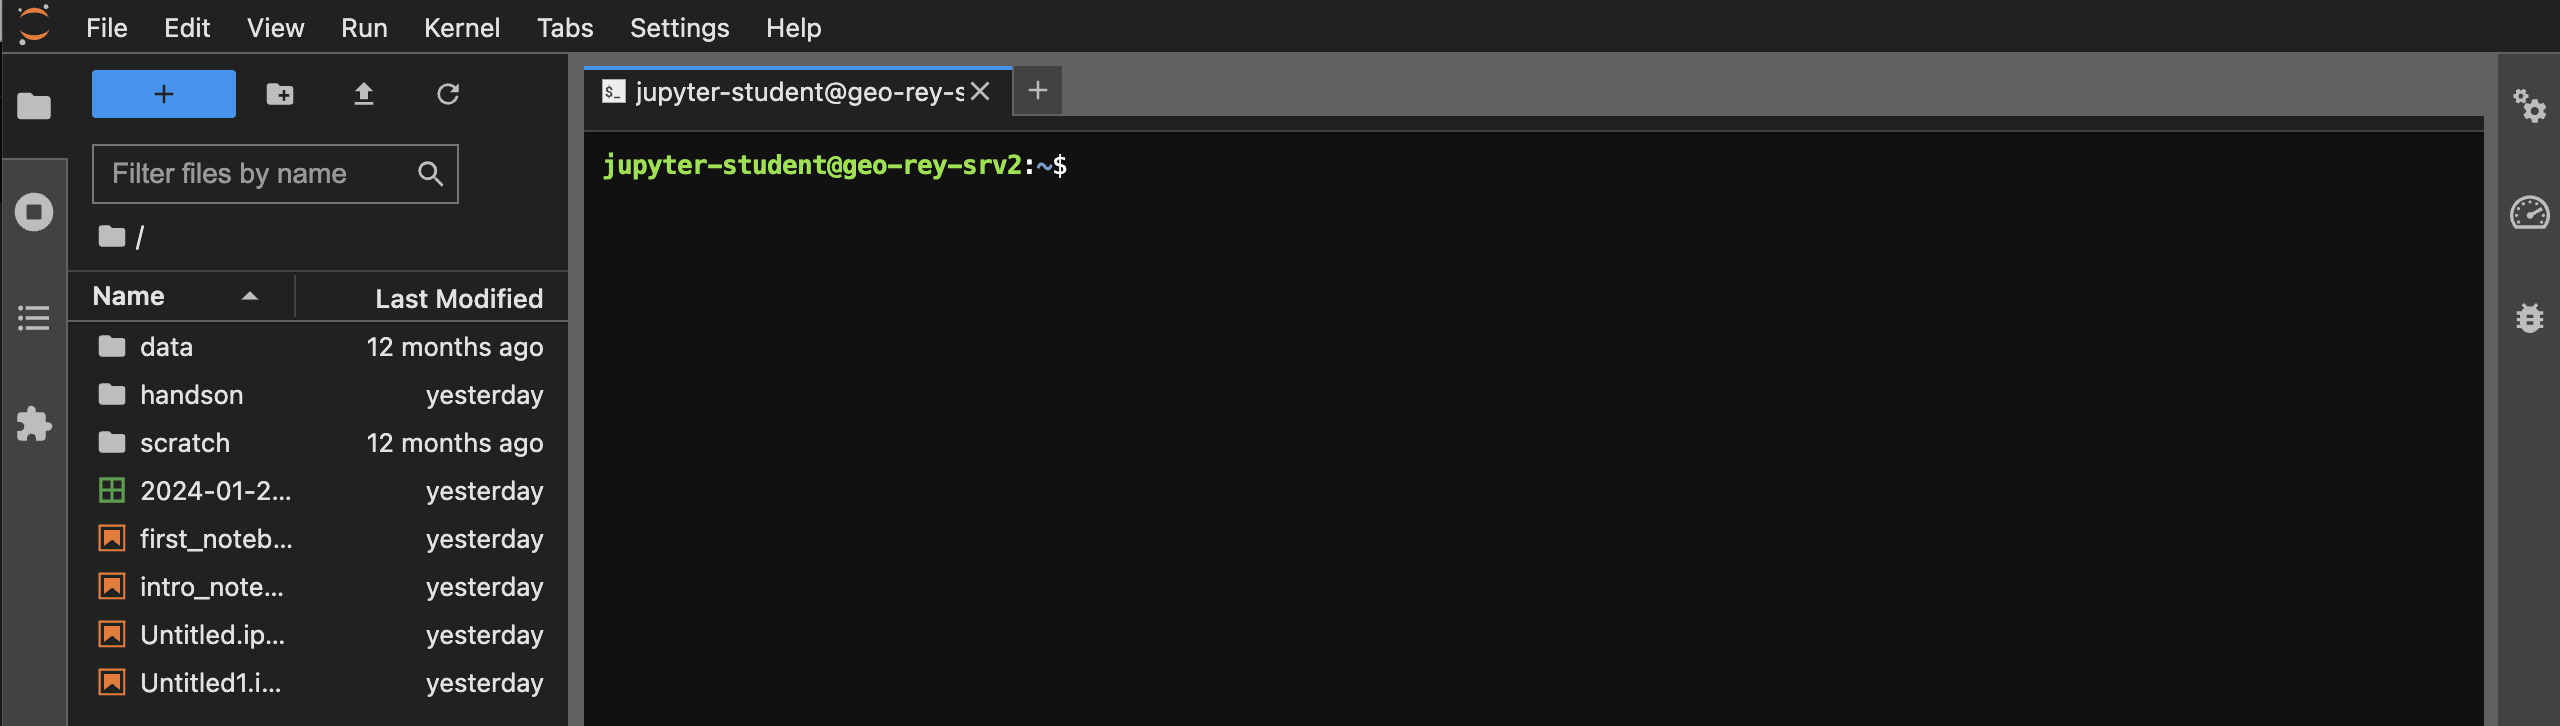 File Edit View Run Kernel Tabs Settings Help
+
Filter files by name
/
Name Last Modified
data 12 months ago
handson yesterday
scratch 12 months ago
2024-01-2... yesterday
first_noteb... yesterday
intro_note... yesterday
Untitled.ip... yesterday
Untitled1.i... yesterday
$_ jupyter-student@geo-rey-s × +
jupyter-student@geo-rey-srv2:~$